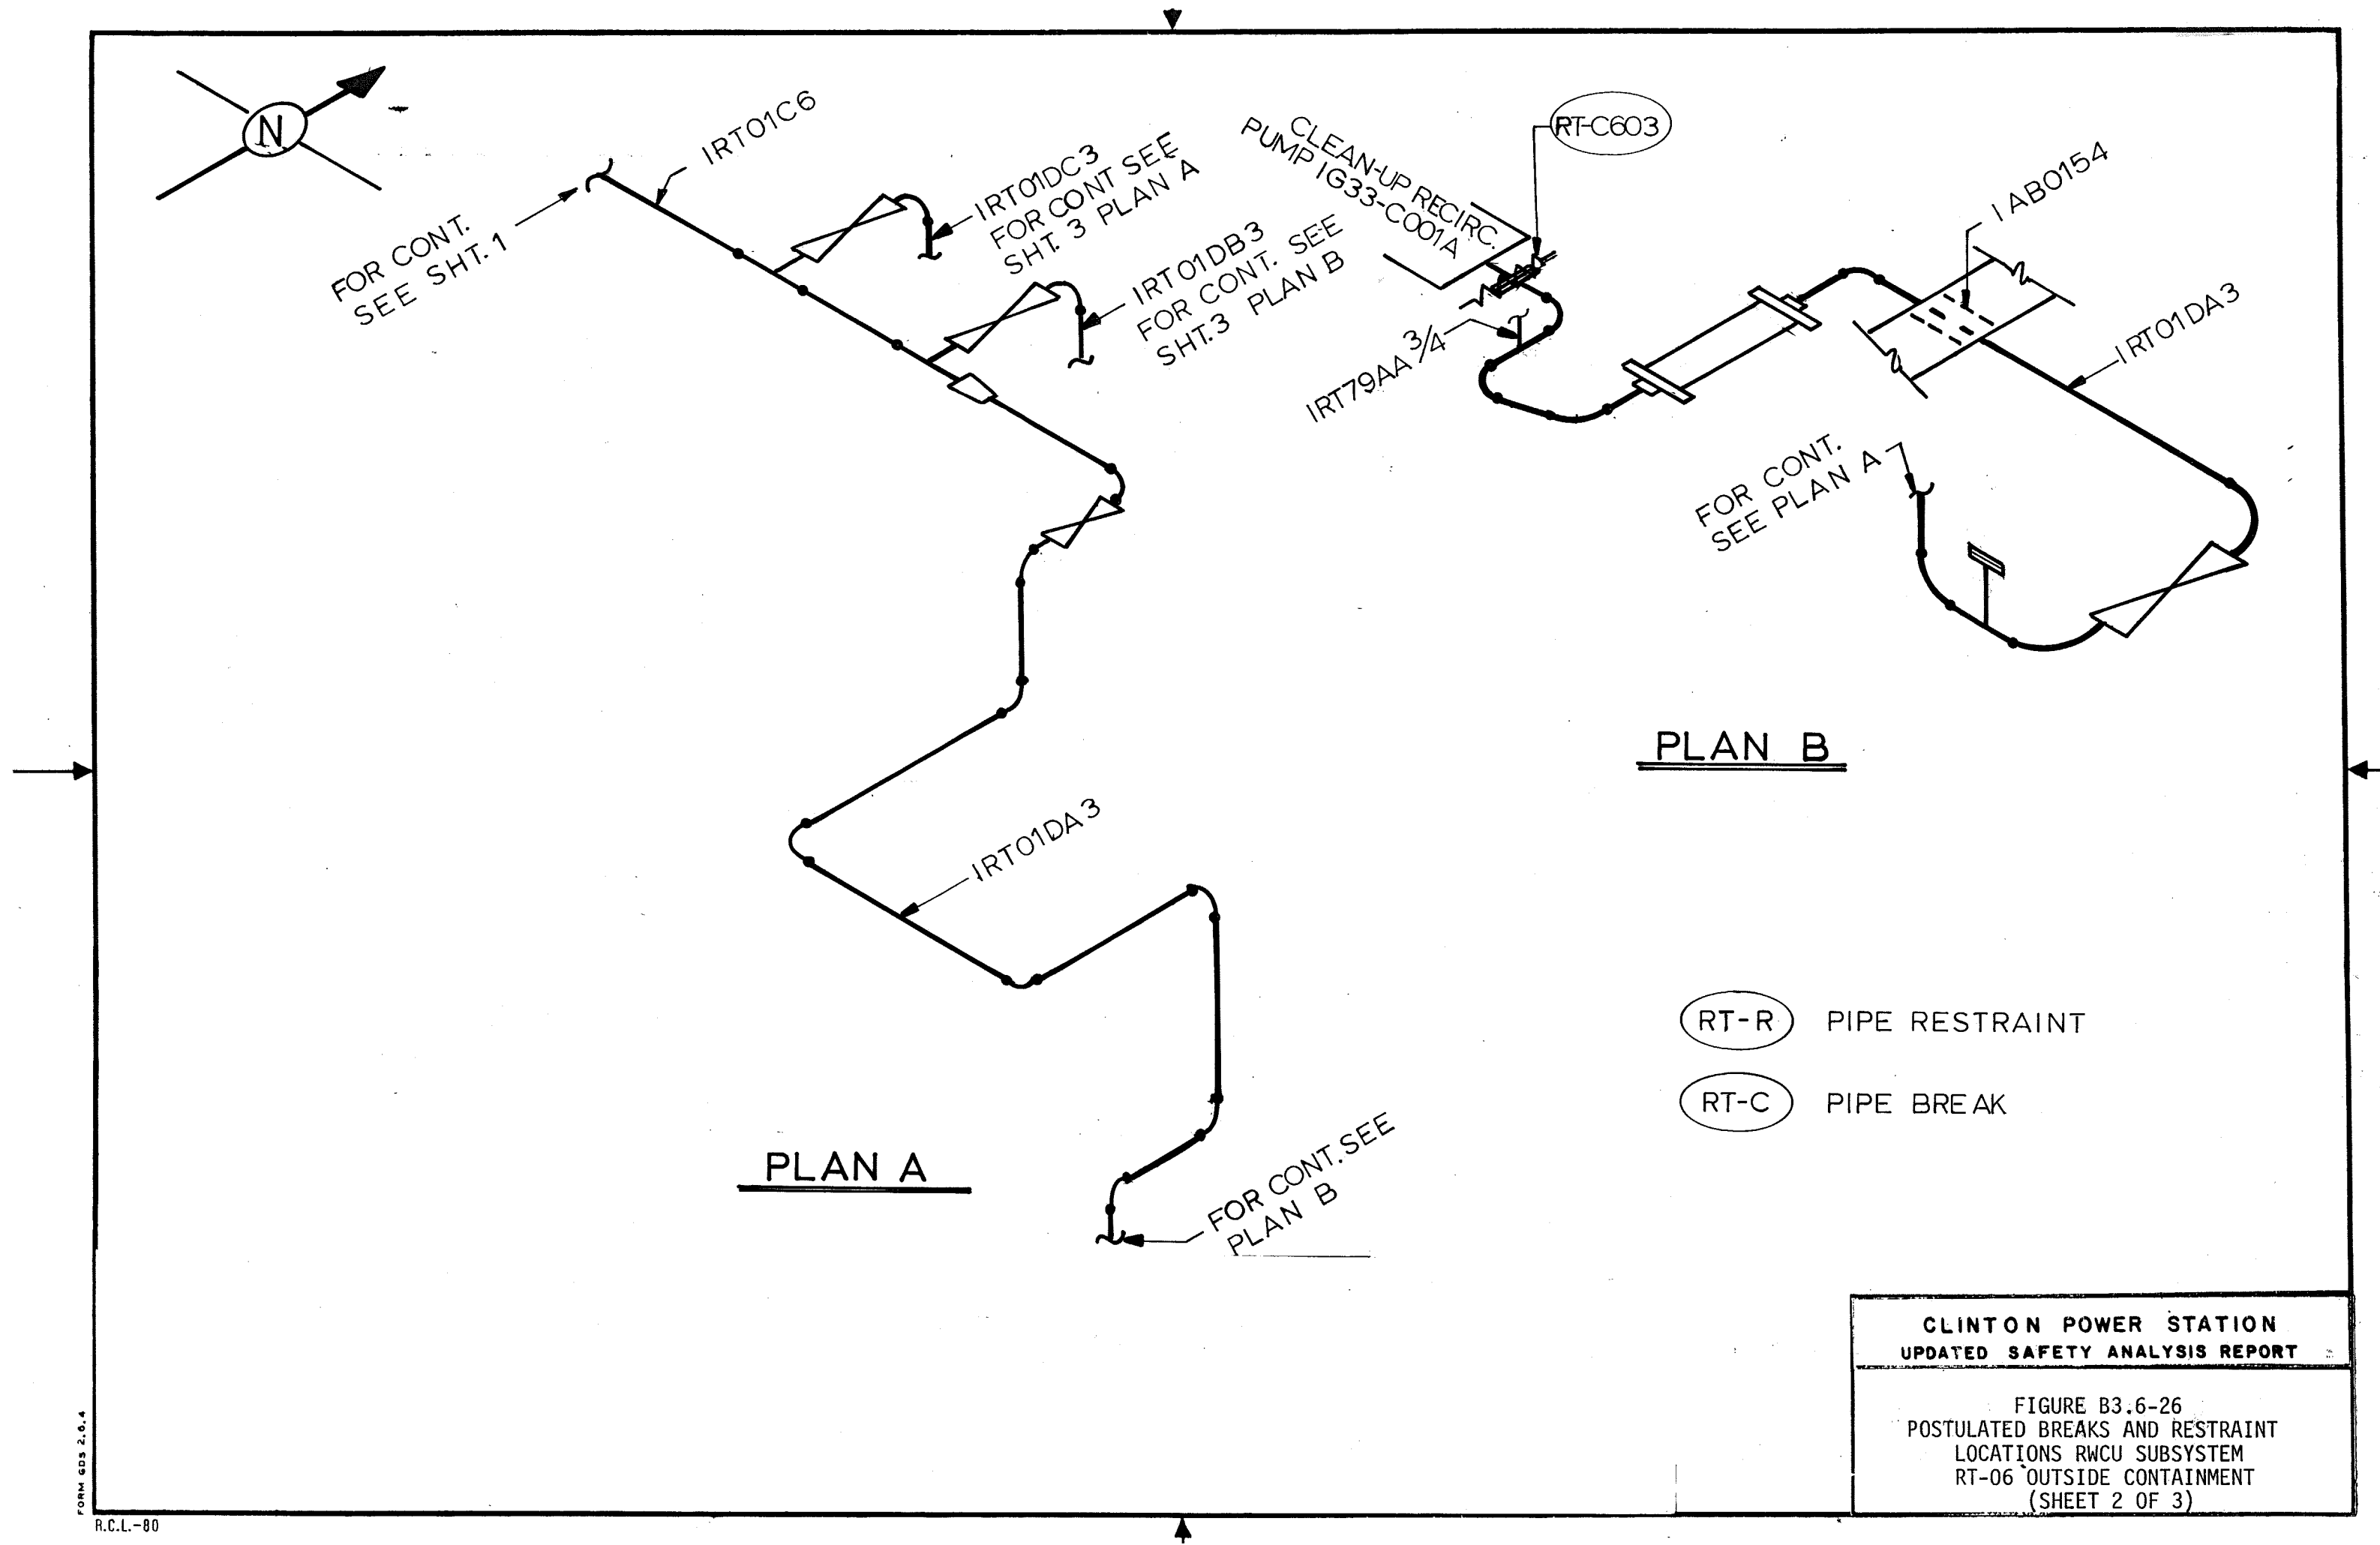 N
IRT01C6
FOR CONT.
SEE SHT. 1
IRT01DC3
FOR CONT SEE
SHT. 3 PLAN A
IRT01DB3
FOR CONT. SEE
SHT.3 PLAN B
CLEAN-UP RECIRC.
PUMP IG33-C001A
RT-C603
IAB0154
IRT79AA 3/4
IRT01DA3
FOR CONT.
SEE PLAN A
PLAN B
IRT01DA3
RT-R PIPE RESTRAINT
RT-C PIPE BREAK
PLAN A
FOR CONT. SEE
PLAN B
CLINTON POWER STATION
UPDATED SAFETY ANALYSIS REPORT
FIGURE B3.6-26
POSTULATED BREAKS AND RESTRAINT
LOCATIONS RWCU SUBSYSTEM
RT-06 OUTSIDE CONTAINMENT
(SHEET 2 OF 3)
FORM GDS 2.6.4
R.C.L.-80